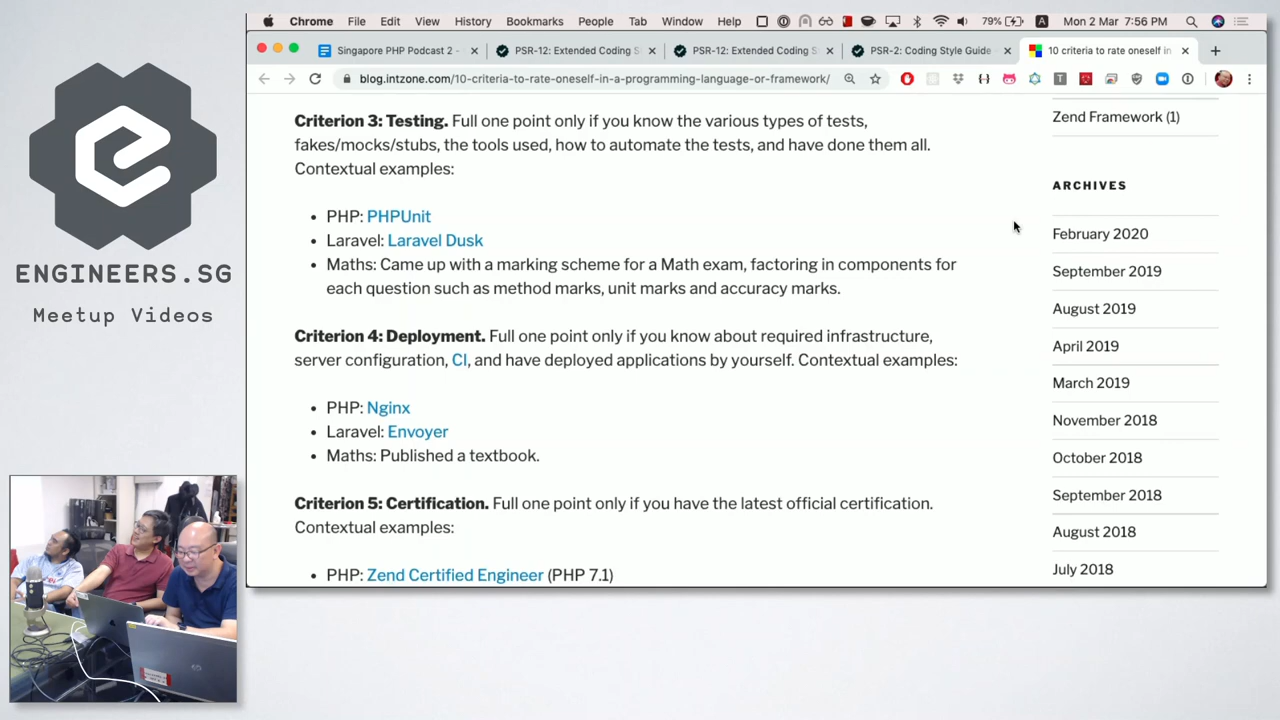 Chrome File Edit View History Bookmarks People Tab Window Help 79% A Mon 2 Mar 7:56 PM
Singapore PHP Podcast 2 -
PSR-12: Extended Coding S
PSR-12: Extended Coding S
PSR-2: Coding Style Guide -
10 criteria to rate oneself in
blog.intzone.com/10-criteria-to-rate-oneself-in-a-programming-language-or-framework/
Criterion 3: Testing. Full one point only if you know the various types of tests,
fakes/mocks/stubs, the tools used, how to automate the tests, and have done them all.
Contextual examples:
• PHP: PHPUnit
• Laravel: Laravel Dusk
• Maths: Came up with a marking scheme for a Math exam, factoring in components for
each question such as method marks, unit marks and accuracy marks.
Criterion 4: Deployment. Full one point only if you know about required infrastructure,
server configuration, CI, and have deployed applications by yourself. Contextual examples:
• PHP: Nginx
• Laravel: Envoyer
• Maths: Published a textbook.
Criterion 5: Certification. Full one point only if you have the latest official certification.
Contextual examples:
• PHP: Zend Certified Engineer (PHP 7.1)
Zend Framework (1)
ARCHIVES
February 2020
September 2019
August 2019
April 2019
March 2019
November 2018
October 2018
September 2018
August 2018
July 2018
ENGINEERS.SG
Meetup Videos